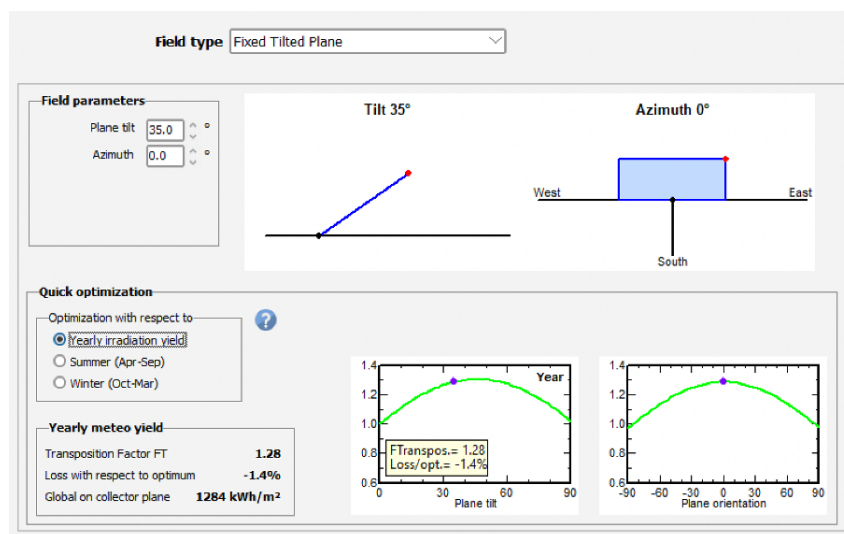 Field type Fixed Tilted Plane
Field parameters
Plane tilt 35.0 °
Azimuth 0.0 °
Tilt 35°
Azimuth 0°
West East
South
Quick optimization
Optimization with respect to
Yearly irradiation yield
Summer (Apr-Sep)
Winter (Oct-Mar)
?
Yearly meteo yield
Transposition Factor FT 1.28
Loss with respect to optimum -1.4%
Global on collector plane 1284 kWh/m²
1.4
1.2
1.0
0.8
0.6
Year
FTranspos.= 1.28
Loss/opt.= -1.4%
0 30 60 90
Plane tilt
1.4
1.2
1.0
0.8
0.6
-90 -60 -30 0 30 60 90
Plane orientation